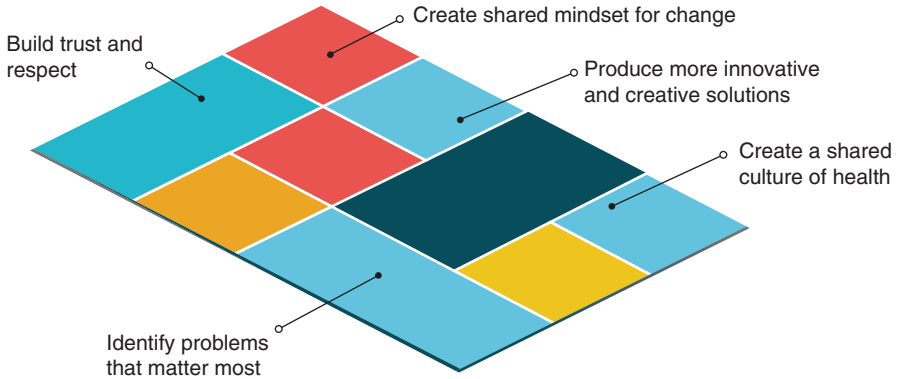 Create shared mindset for change
Build trust and
respect
Produce more innovative
and creative solutions
Create a shared
culture of health
Identify problems
that matter most